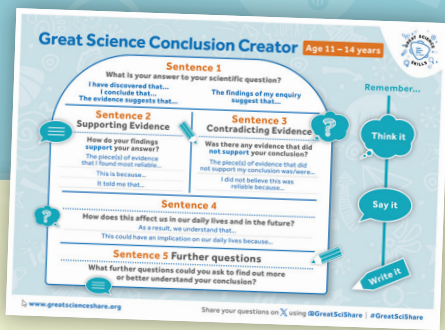 Great Science Conclusion Creator
Age 11 – 14 years
GREAT SCIENCE SKILLS
Sentence 1
What is your answer to your scientific question?
I have discovered that...
I conclude that...
The evidence suggests that...
The findings of my enquiry
suggest that...
Sentence 2
Supporting Evidence
How do your findings
support your answer?
The piece(s) of evidence
that I found most reliable...
This is because...
It told me that...
Sentence 3
Contradicting Evidence
Was there any evidence that did
not support your conclusion?
The piece(s) of evidence that did
not support my conclusion was/were...
I did not believe this was
reliable because...
Sentence 4
How does this affect us in our daily lives and in the future?
As a result, we understand that...
This could have an implication on our daily lives because...
Sentence 5 Further questions
What further questions could you ask to find out more
or better understand your conclusion?
Remember...
Think it
Say it
Write it
www.greatscienceshare.org
Share your questions on X using @GreatSciShare | #GreatSciShare